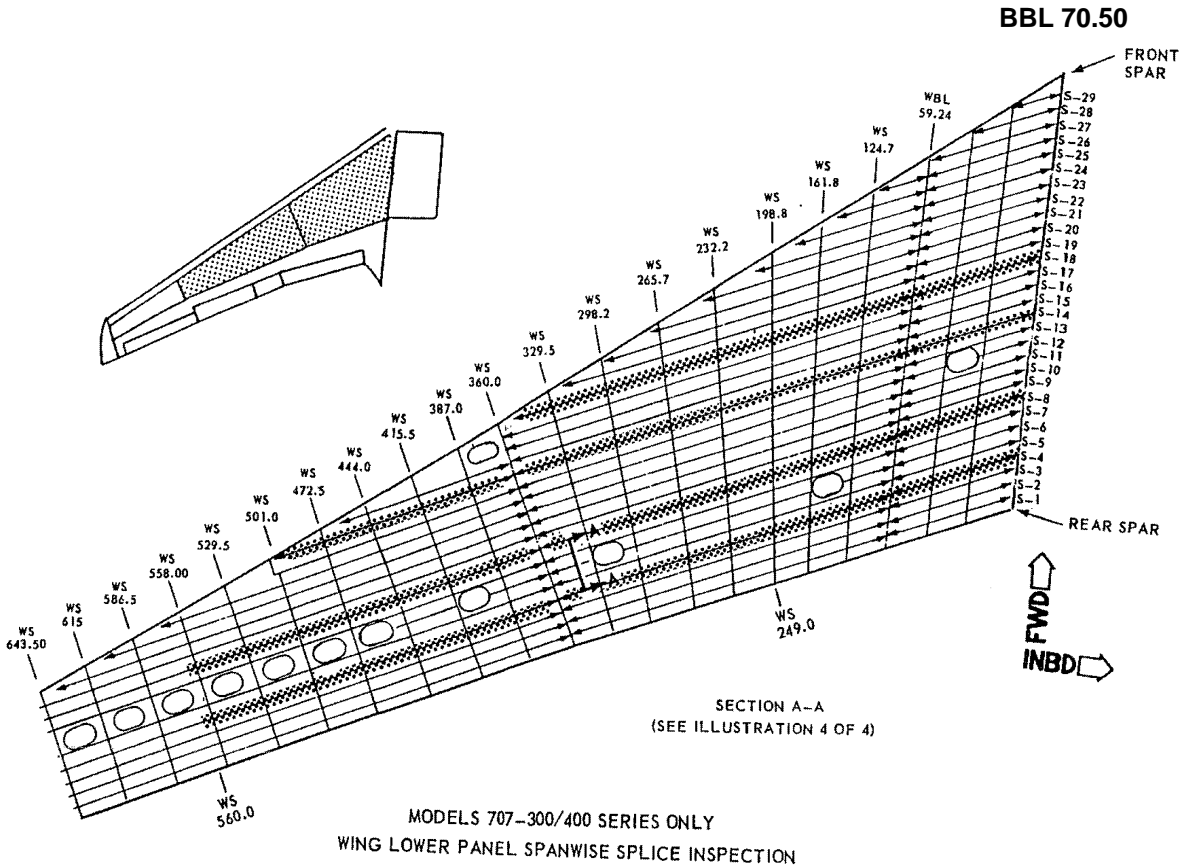 BBL 70.50
FRONT
SPAR
S-29
S-28
S-27
S-26
S-25
S-24
S-23
S-22
S-21
S-20
S-19
S-18
S-17
S-16
S-15
S-14
S-13
S-12
S-11
S-10
S-9
S-8
S-7
S-6
S-5
S-4
S-3
S-2
S-1
REAR SPAR
WBL
59.24
WS
124.7
WS
161.8
WS
198.8
WS
232.2
WS
265.7
WS
298.2
WS
329.5
WS
360.0
WS
387.0
WS
415.5
WS
444.0
WS
472.5
WS
501.0
WS
529.5
WS
558.00
WS
586.5
WS
615
WS
643.50
A
A
WS
249.0
WS
560.0
FWD
INBD
SECTION A-A
(SEE ILLUSTRATION 4 OF 4)
MODELS 707-300/400 SERIES ONLY
WING LOWER PANEL SPANWISE SPLICE INSPECTION